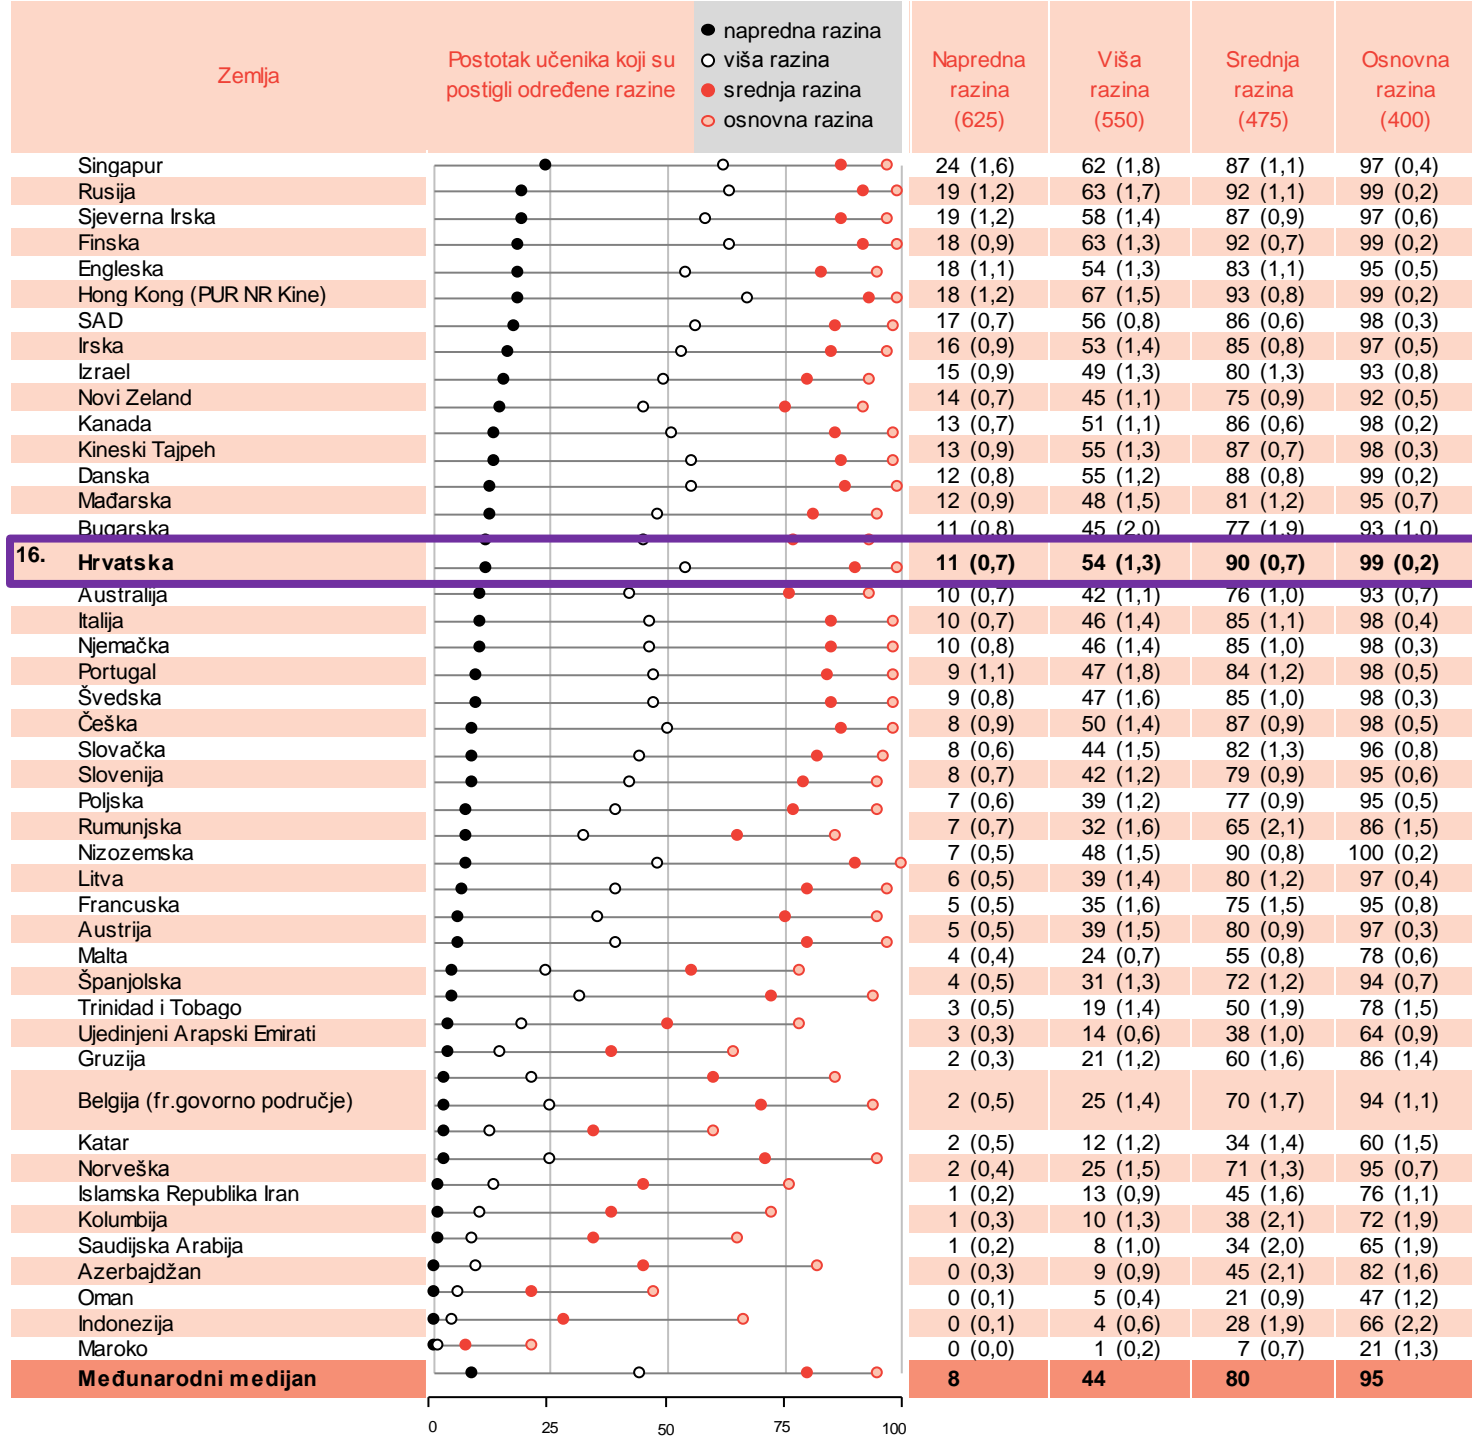 Zemlja
Postotak učenika koji su
postigli određene razine
napredna razina
viša razina
srednja razina
osnovna razina
Napredna
razina
(625)
Viša
razina
(550)
Srednja
razina
(475)
Osnovna
razina
(400)
Singapur 24 (1,6) 62 (1,8) 87 (1,1) 97 (0,4)
Rusija 19 (1,2) 63 (1,7) 92 (1,1) 99 (0,2)
Sjeverna Irska 19 (1,2) 58 (1,4) 87 (0,9) 97 (0,6)
Finska 18 (0,9) 63 (1,3) 92 (0,7) 99 (0,2)
Engleska 18 (1,1) 54 (1,3) 83 (1,1) 95 (0,5)
Hong Kong (PUR NR Kine) 18 (1,2) 67 (1,5) 93 (0,8) 99 (0,2)
SAD 17 (0,7) 56 (0,8) 86 (0,6) 98 (0,3)
Irska 16 (0,9) 53 (1,4) 85 (0,8) 97 (0,5)
Izrael 15 (0,9) 49 (1,3) 80 (1,3) 93 (0,8)
Novi Zeland 14 (0,7) 45 (1,1) 75 (0,9) 92 (0,5)
Kanada 13 (0,7) 51 (1,1) 86 (0,6) 98 (0,2)
Kineski Tajpeh 13 (0,9) 55 (1,3) 87 (0,7) 98 (0,3)
Danska 12 (0,8) 55 (1,2) 88 (0,8) 99 (0,2)
Mađarska 12 (0,9) 48 (1,5) 81 (1,2) 95 (0,7)
Bugarska 11 (0,8) 45 (2,0) 77 (1,9) 93 (1,0)
16. Hrvatska 11 (0,7) 54 (1,3) 90 (0,7) 99 (0,2)
Australija 10 (0,7) 42 (1,1) 76 (1,0) 93 (0,7)
Italija 10 (0,7) 46 (1,4) 85 (1,1) 98 (0,4)
Njemačka 10 (0,8) 46 (1,4) 85 (1,0) 98 (0,3)
Portugal 9 (1,1) 47 (1,8) 84 (1,2) 98 (0,5)
Švedska 9 (0,8) 47 (1,6) 85 (1,0) 98 (0,3)
Češka 8 (0,9) 50 (1,4) 87 (0,9) 98 (0,5)
Slovačka 8 (0,6) 44 (1,5) 82 (1,3) 96 (0,8)
Slovenija 8 (0,7) 42 (1,2) 79 (0,9) 95 (0,6)
Poljska 7 (0,6) 39 (1,2) 77 (0,9) 95 (0,5)
Rumunjska 7 (0,7) 32 (1,6) 65 (2,1) 86 (1,5)
Nizozemska 7 (0,5) 48 (1,5) 90 (0,8) 100 (0,2)
Litva 6 (0,5) 39 (1,4) 80 (1,2) 97 (0,4)
Francuska 5 (0,5) 35 (1,6) 75 (1,5) 95 (0,8)
Austrija 5 (0,5) 39 (1,5) 80 (0,9) 97 (0,3)
Malta 4 (0,4) 24 (0,7) 55 (0,8) 78 (0,6)
Španjolska 4 (0,5) 31 (1,3) 72 (1,2) 94 (0,7)
Trinidad i Tobago 3 (0,5) 19 (1,4) 50 (1,9) 78 (1,5)
Ujedinjeni Arapski Emirati 3 (0,3) 14 (0,6) 38 (1,0) 64 (0,9)
Gruzija 2 (0,3) 21 (1,2) 60 (1,6) 86 (1,4)
Belgija (fr.govorno područje) 2 (0,5) 25 (1,4) 70 (1,7) 94 (1,1)
Katar 2 (0,5) 12 (1,2) 34 (1,4) 60 (1,5)
Norveška 2 (0,4) 25 (1,5) 71 (1,3) 95 (0,7)
Islamska Republika Iran 1 (0,2) 13 (0,9) 45 (1,6) 76 (1,1)
Kolumbija 1 (0,3) 10 (1,3) 38 (2,1) 72 (1,9)
Saudijska Arabija 1 (0,2) 8 (1,0) 34 (2,0) 65 (1,9)
Azerbajdžan 0 (0,3) 9 (0,9) 45 (2,1) 82 (1,6)
Oman 0 (0,1) 5 (0,4) 21 (0,9) 47 (1,2)
Indonezija 0 (0,1) 4 (0,6) 28 (1,9) 66 (2,2)
Maroko 0 (0,0) 1 (0,2) 7 (0,7) 21 (1,3)
Međunarodni medijan 8 44 80 95
0 25 50 75 100